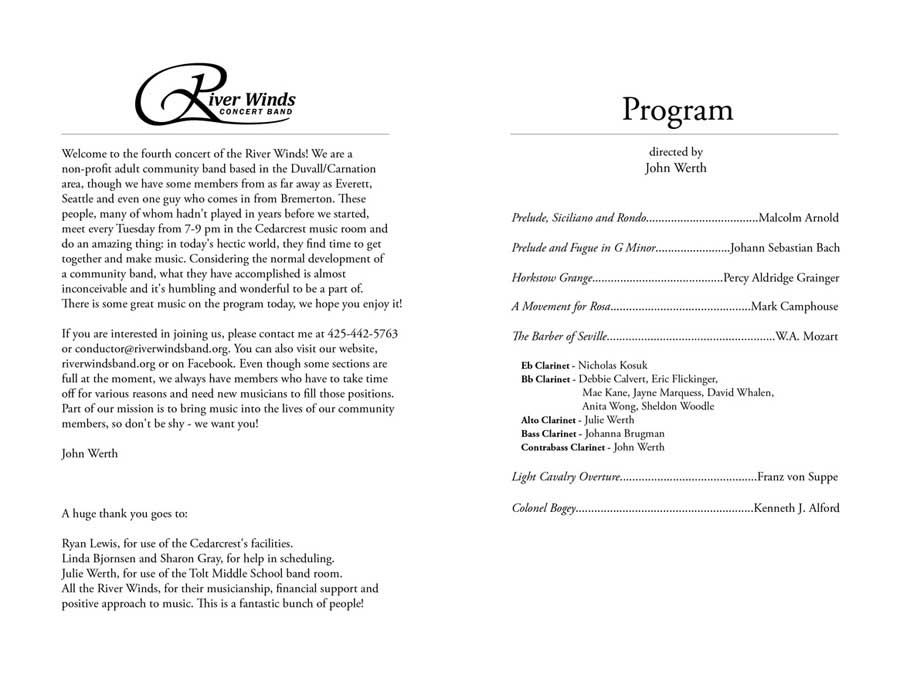 River Winds
CONCERT BAND
Welcome to the fourth concert of the River Winds! We are a
non-profit adult community band based in the Duvall/Carnation
area, though we have some members from as far away as Everett,
Seattle and even one guy who comes in from Bremerton. These
people, many of whom hadn't played in years before we started,
meet every Tuesday from 7-9 pm in the Cedarcrest music room and
do an amazing thing: in today's hectic world, they find time to get
together and make music. Considering the normal development of
a community band, what they have accomplished is almost
inconceivable and it's humbling and wonderful to be a part of.
There is some great music on the program today, we hope you enjoy it!
If you are interested in joining us, please contact me at 425-442-5763
or conductor@riverwindsband.org. You can also visit our website,
riverwindsband.org or on Facebook. Even though some sections are
full at the moment, we always have members who have to take time
off for various reasons and need new musicians to fill those positions.
Part of our mission is to bring music into the lives of our community
members, so don't be shy - we want you!
John Werth
A huge thank you goes to:
Ryan Lewis, for use of the Cedarcrest's facilities.
Linda Bjornsen and Sharon Gray, for help in scheduling.
Julie Werth, for use of the Tolt Middle School band room.
All the River Winds, for their musicianship, financial support and
positive approach to music. This is a fantastic bunch of people!
Program
directed by
John Werth
Prelude, Siciliano and Rondo....................................Malcolm Arnold
Prelude and Fugue in G Minor........................Johann Sebastian Bach
Horkstow Grange..........................................Percy Aldridge Grainger
A Movement for Rosa.............................................Mark Camphouse
The Barber of Seville......................................................W.A. Mozart
Eb Clarinet - Nicholas Kosuk
Bb Clarinet - Debbie Calvert, Eric Flickinger,
Mae Kane, Jayne Marquess, David Whalen,
Anita Wong, Sheldon Woodle
Alto Clarinet - Julie Werth
Bass Clarinet - Johanna Brugman
Contrabass Clarinet - John Werth
Light Cavalry Overture............................................Franz von Suppe
Colonel Bogey.........................................................Kenneth J. Alford